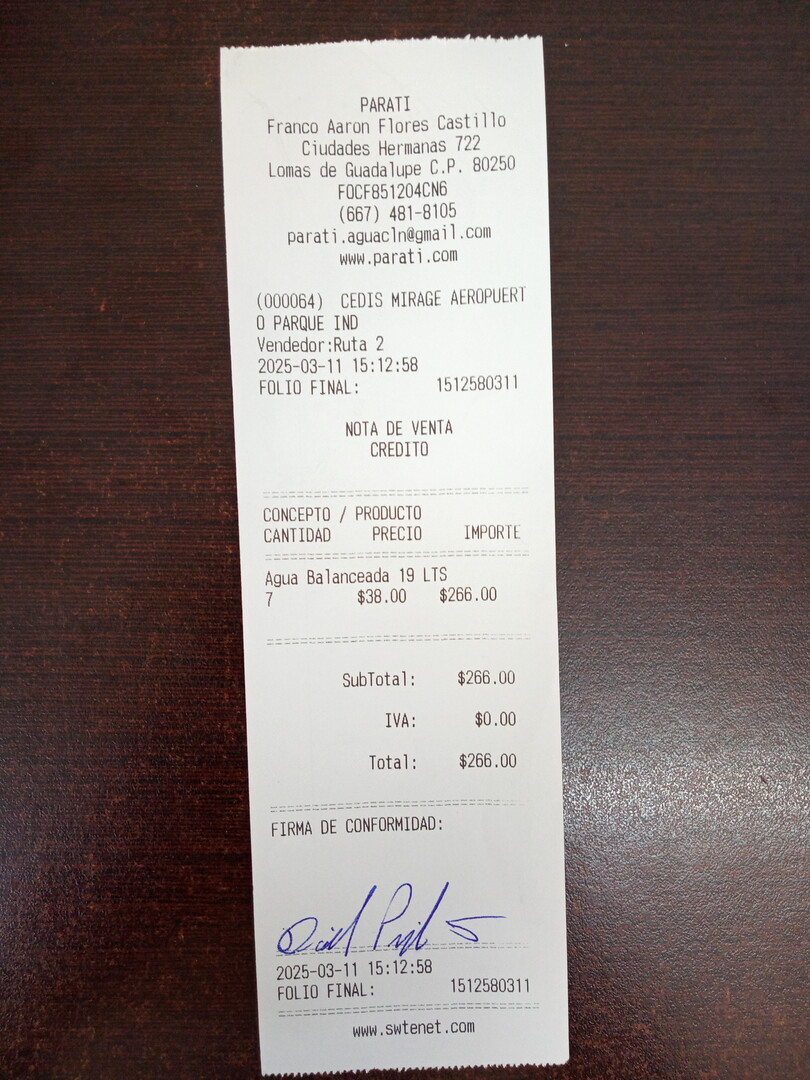 PARATI
Franco Aaron Flores Castillo
Ciudades Hermanas 722
Lomas de Guadalupe C.P. 80250
FOCF851204CN6
(667) 481-8105
parati.aguacln@gmail.com
www.parati.com
(000064) CEDIS MIRAGE AEROPUERT
O PARQUE IND
Vendedor:Ruta 2
2025-03-11 15:12:58
FOLIO FINAL: 1512580311
NOTA DE VENTA
CREDITO
CONCEPTO / PRODUCTO
CANTIDAD PRECIO IMPORTE
Agua Balanceada 19 LTS
7 $38.00 $266.00
SubTotal: $266.00
IVA: $0.00
Total: $266.00
FIRMA DE CONFORMIDAD:
2025-03-11 15:12:58
FOLIO FINAL: 1512580311
www.swtenet.com